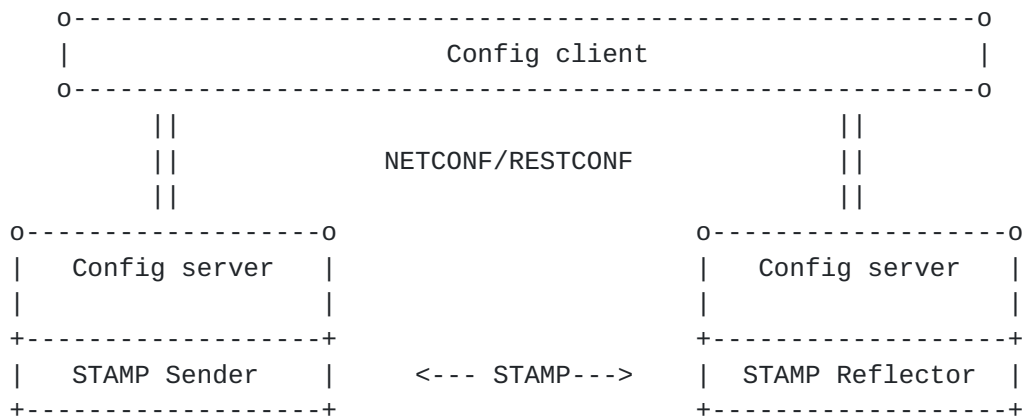 Config client
NETCONF/RESTCONF
Config server Config server
STAMP Sender <--- STAMP---> STAMP Reflector